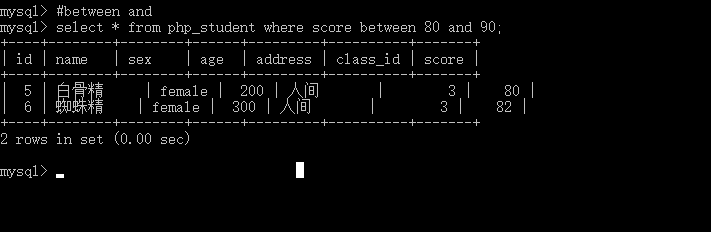 mysql> #between and
mysql> select * from php_student where score between 80 and 90;
+----+--------+--------+------+---------+----------+-------+
| id | name | sex | age | address | class_id | score |
+----+--------+--------+------+---------+----------+-------+
| 5 | 白骨精 | female | 200 | 人间 | 3 | 80 |
| 6 | 蜘蛛精 | female | 300 | 人间 | 3 | 82 |
+----+--------+--------+------+---------+----------+-------+
2 rows in set (0.00 sec)
mysql>